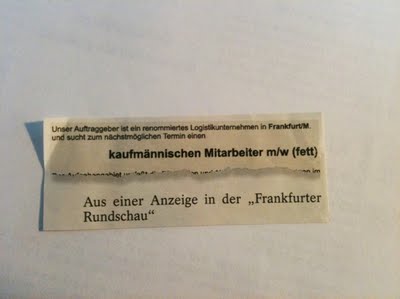 Unser Auftraggeber ist ein renommiertes Logistikunternehmen in Frankfurt/M.
und sucht zum nächstmöglichen Termin einen
kaufmännischen Mitarbeiter m/w (fett)
Aus einer Anzeige in der „Frankfurter
Rundschau“